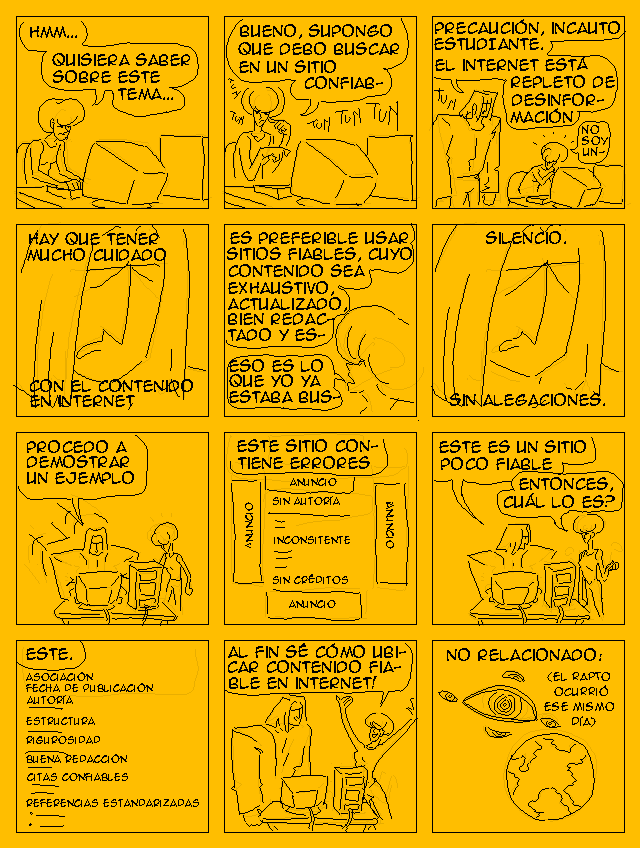 HMM...
QUISIERA SABER
SOBRE ESTE
TEMA...
BUENO, SUPONGO
QUE DEBO BUSCAR
EN UN SITIO
CONFIAB-
TUM
TUM TUM TUM
PRECAUCIÓN, INCAUTO
ESTUDIANTE.
EL INTERNET ESTÁ
REPLETO DE
DESINFOR-
MACIÓN
TUM
NO
SOY
UN-
HAY QUE TENER
MUCHO CUIDADO
CON EL CONTENIDO
EN INTERNET
ES PREFERIBLE USAR
SITIOS FIABLES, CUYO
CONTENIDO SEA
EXHAUSTIVO,
ACTUALIZADO,
BIEN REDAC-
TADO Y ES-
ESO ES LO
QUE YO YA
ESTABA BUS-
SILENCIO.
SIN ALEGACIONES.
PROCEDO A
DEMOSTRAR
UN EJEMPLO
ESTE SITIO CON-
TIENE ERRORES
ANUNCIO
ANUNCIO
SIN AUTORÍA
INCONSITENTE
SIN CRÉDITOS
ANUNCIO
ANUNCIO
ESTE ES UN SITIO
POCO FIABLE
ENTONCES,
CUÁL LO ES?
ESTE.
ASOCIACIÓN
FECHA DE PUBLICACIÓN
AUTORÍA
ESTRUCTURA
RIGUROSIDAD
BUENA REDACCIÓN
CITAS CONFIABLES
REFERENCIAS ESTANDARIZADAS
AL FIN SÉ CÓMO UBI-
CAR CONTENIDO FIA-
BLE EN INTERNET!
NO RELACIONADO:
(EL RAPTO
OCURRIÓ
ESE MISMO
DÍA)